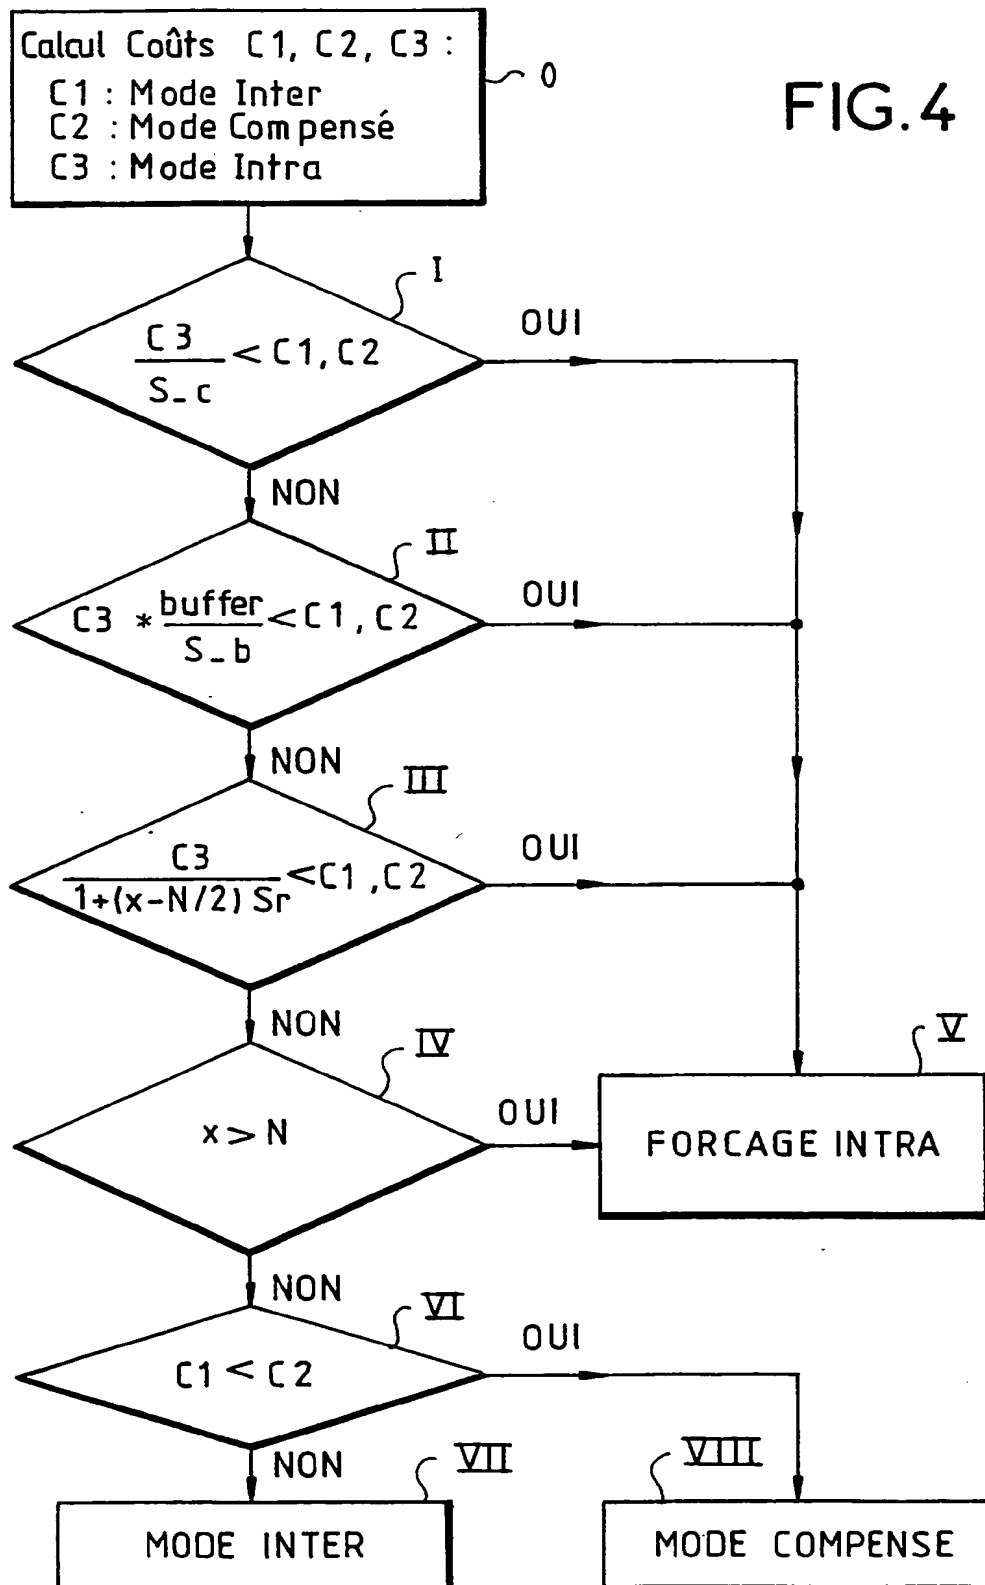 Calcul Coûts C1, C2, C3 :
C1 : Mode Inter
C2 : Mode Compensé
C3 : Mode Intra
0
FIG. 4
I
C3
S_c
< C1, C2
OUI
NON
II
C3 * buffer
S_b
< C1, C2
OUI
NON
III
C3
1+(x-N/2) Sr
< C1, C2
OUI
NON
IV
x > N
OUI
V
FORCAGE INTRA
NON
VI
C1 < C2
OUI
NON
VII
MODE INTER
VIII
MODE COMPENSE